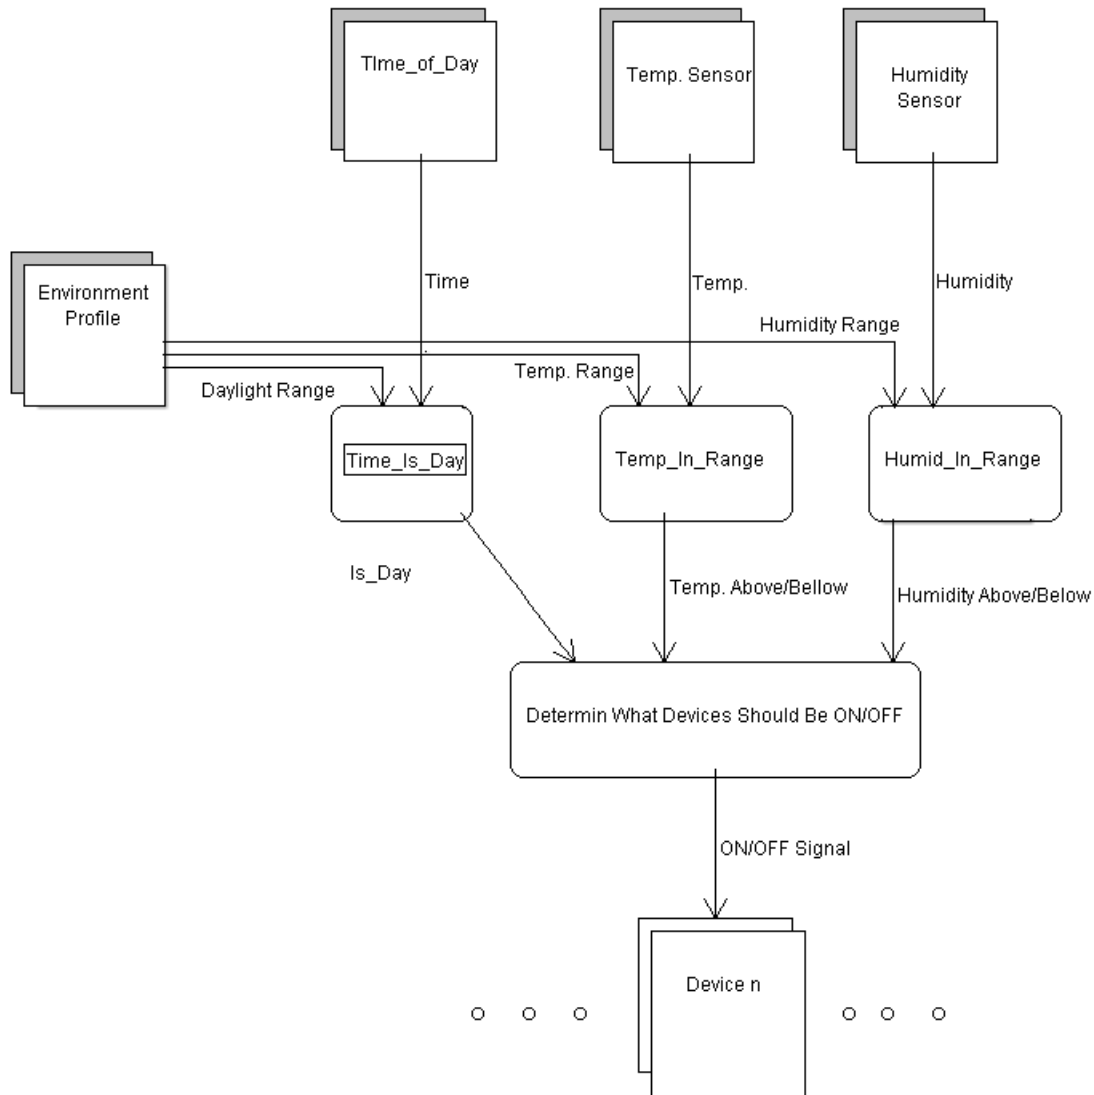 TIme_of_Day
Temp. Sensor
Humidity
Sensor
Environment
Profile
Time
Temp.
Humidity
Humidity Range
Temp. Range
Daylight Range
Time_Is_Day
Temp_In_Range
Humid_In_Range
Is_Day
Temp. Above/Bellow
Humidity Above/Below
Determin What Devices Should Be ON/OFF
ON/OFF Signal
Device n